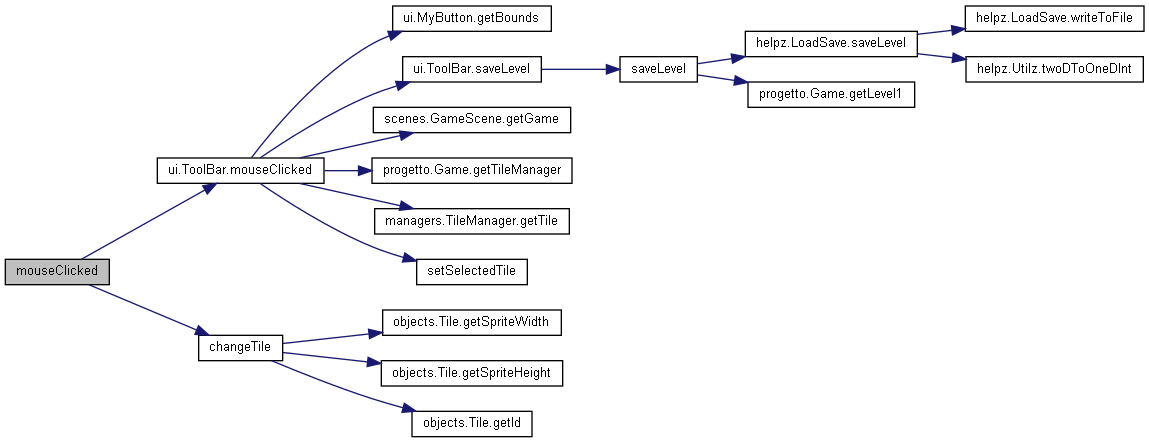 mouseClicked
ui.ToolBar.mouseClicked
ui.MyButton.getBounds
ui.ToolBar.saveLevel
saveLevel
helpz.LoadSave.saveLevel
helpz.LoadSave.writeToFile
helpz.Utilz.twoDToOneDInt
progetto.Game.getLevel1
scenes.GameScene.getGame
progetto.Game.getTileManager
managers.TileManager.getTile
setSelectedTile
changeTile
objects.Tile.getSpriteWidth
objects.Tile.getSpriteHeight
objects.Tile.getId